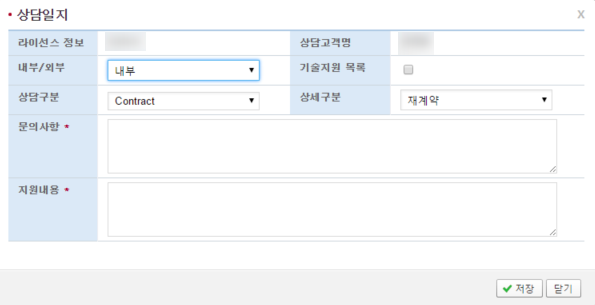 • 상담일지 X
라이선스 정보 상담고객명
내부/외부 내부 ▼ 기술지원 목록
상담구분 Contract ▼ 상세구분 재계약 ▼
문의사항 *
지원내용 *
✔ 저장 닫기